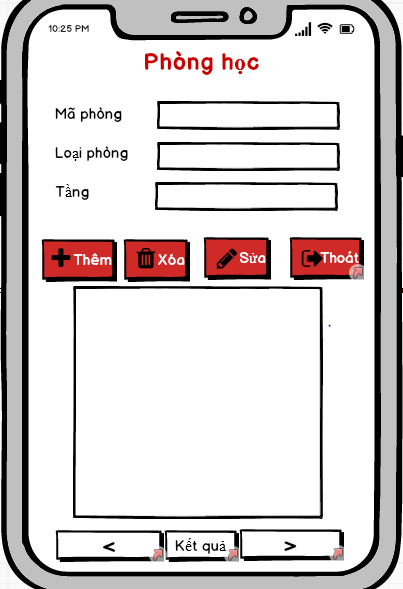 10:25 PM
Phòng học
Mã phòng
Loại phòng
Tầng
Thêm Xóa Sửa Thoát
< Kết quả >